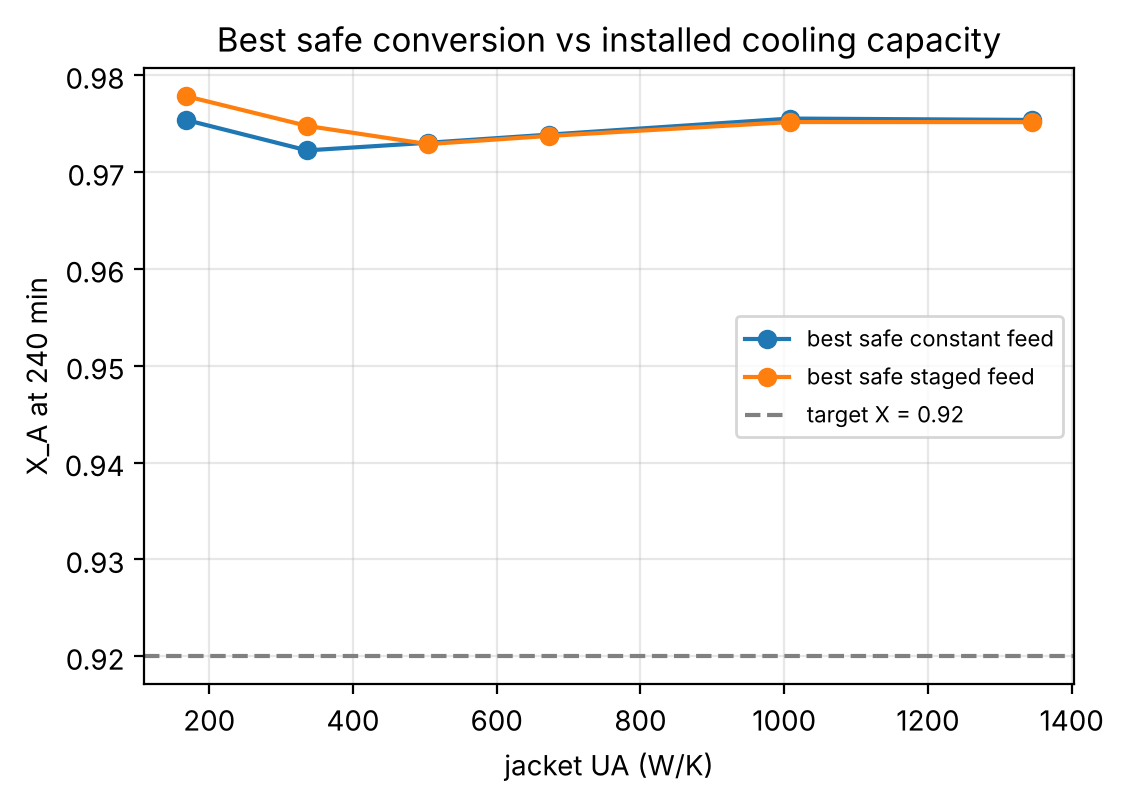 Best safe conversion vs installed cooling capacity
0.98
0.97
0.96
0.95
0.94
0.93
0.92
X_A at 240 min
best safe constant feed
best safe staged feed
target X = 0.92
200 400 600 800 1000 1200 1400
jacket UA (W/K)